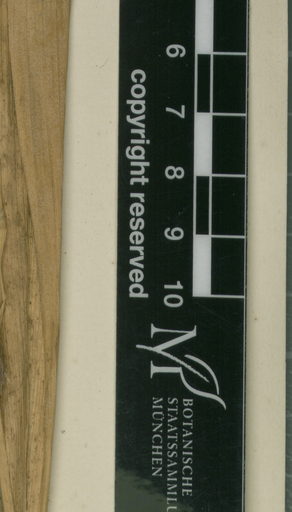 6 7 8 9 10
copyright reserved
BOTANISCHE
STAATSSAMMLU
MÜNCHEN